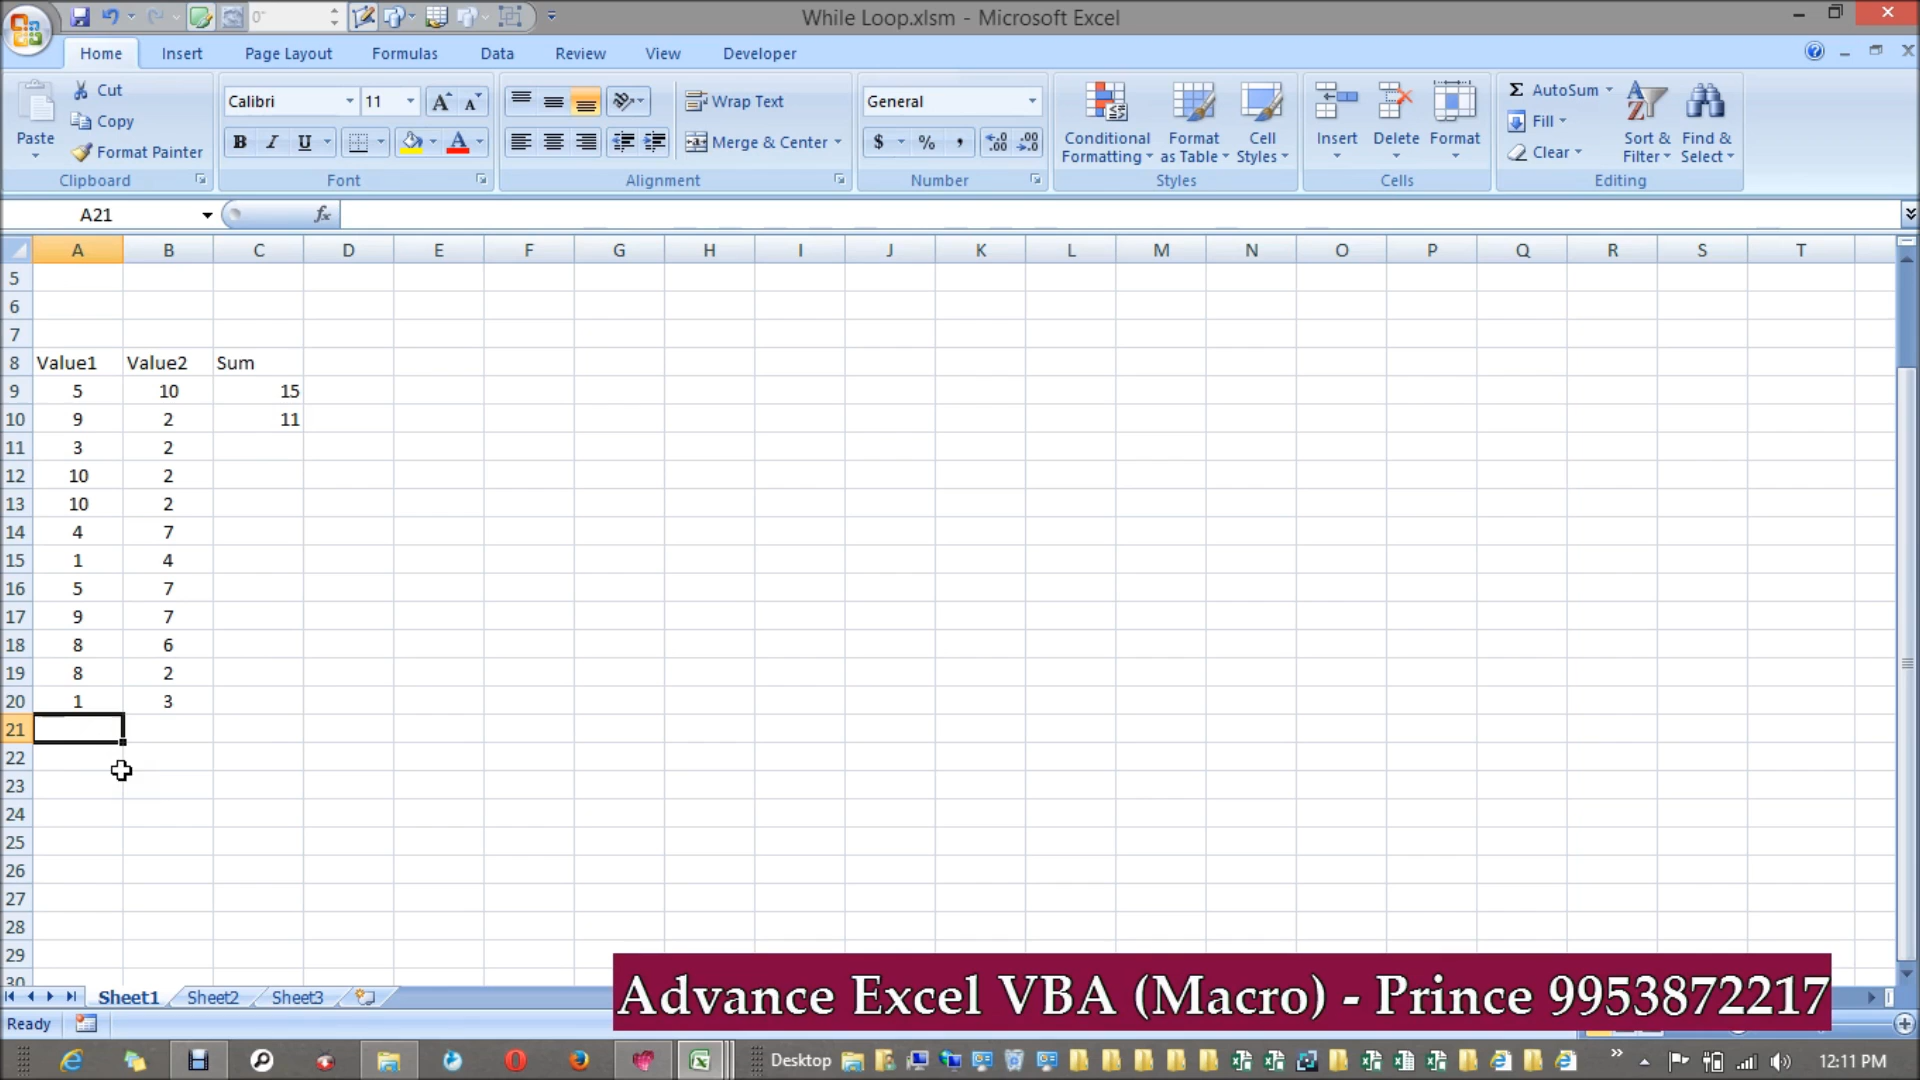 While Loop.xlsm - Microsoft Excel
Home Insert Page Layout Formulas Data Review View Developer
Paste
Cut
Copy
Format Painter
Clipboard
Calibri 11
B I U
Font
Wrap Text
Merge & Center
Alignment
General
$ % ,
Number
Conditional Formatting
Format as Table
Cell Styles
Styles
Insert Delete Format
Cells
Σ AutoSum
Fill
Clear
Sort & Filter
Find & Select
Editing
A21 fx
A B C D E F G H I J K L M N O P Q R S T
5
6
7
8 Value1 Value2 Sum
9 5 10 15
10 9 2 11
11 3 2
12 10 2
13 10 2
14 4 7
15 1 4
16 5 7
17 9 7
18 8 6
19 8 2
20 1 3
21
22
23
24
25
26
27
28
29
30
Sheet1 Sheet2 Sheet3
Advance Excel VBA (Macro) - Prince 9953872217
Ready
Desktop
12:11 PM